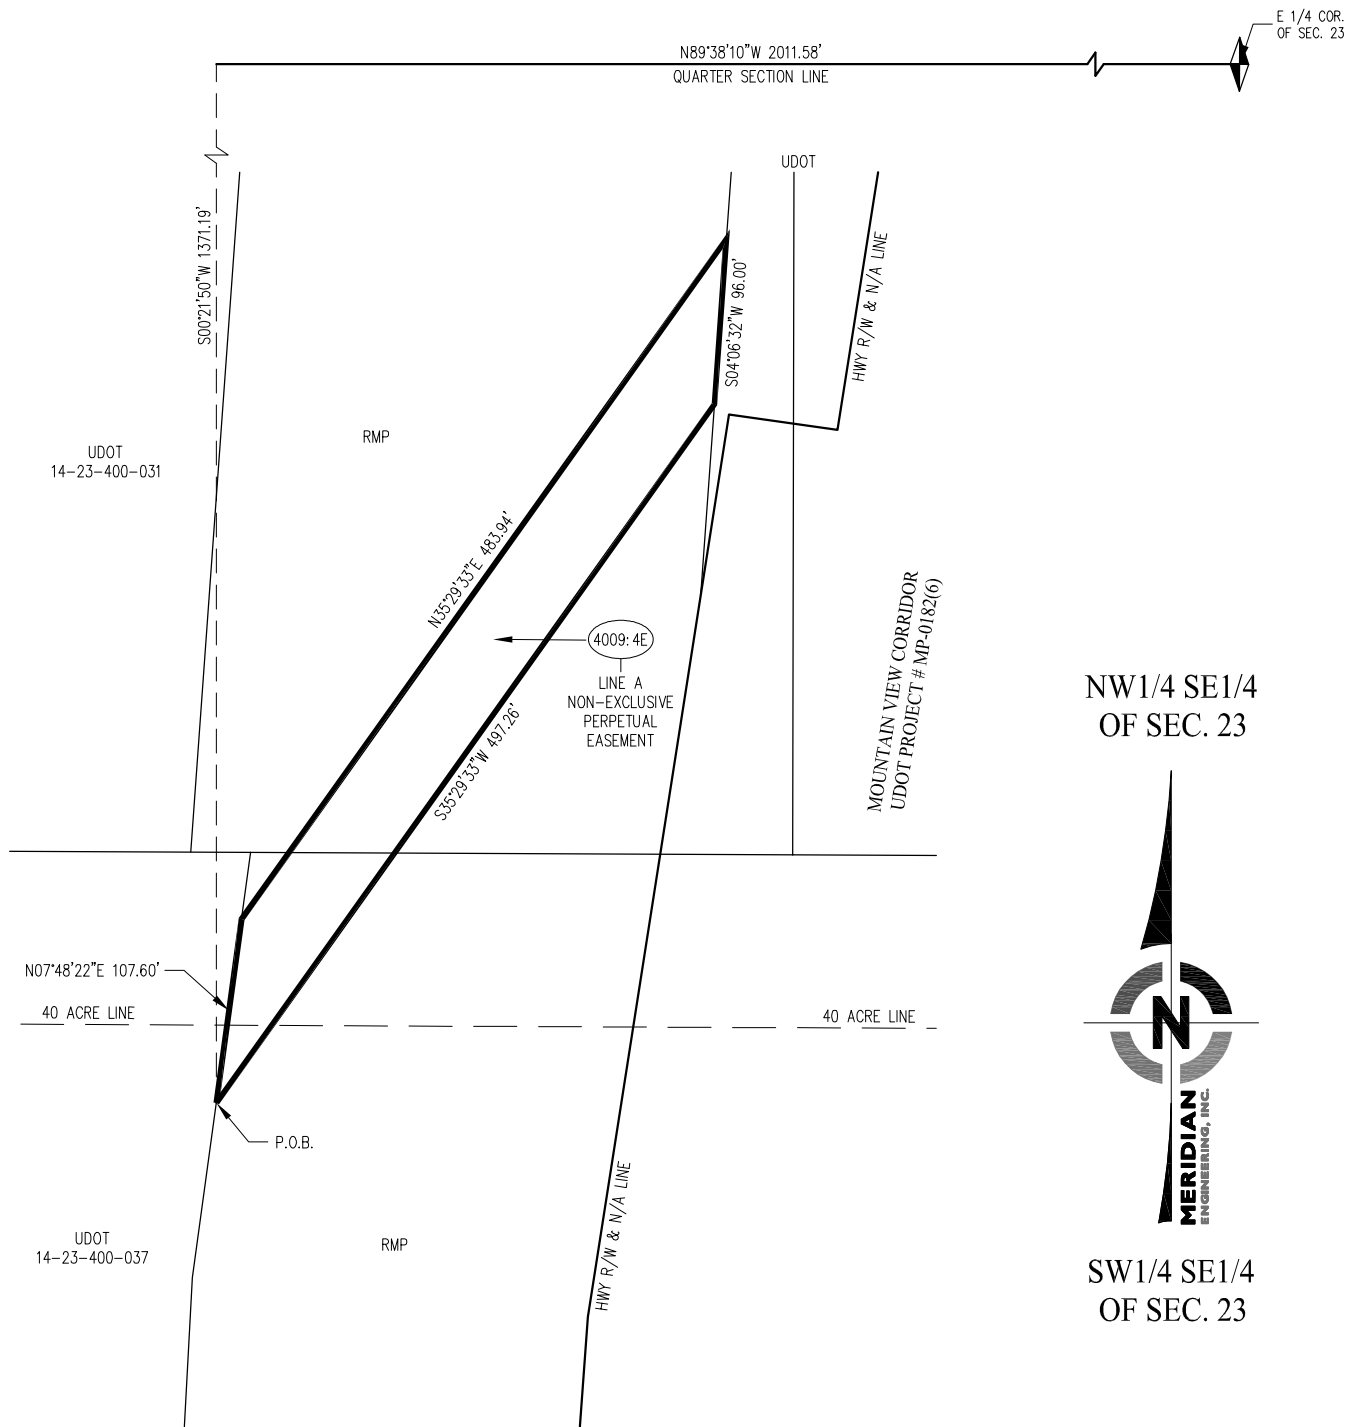 E 1/4 COR.
OF SEC. 23
N89°38'10"W 2011.58'
QUARTER SECTION LINE
UDOT
S00°21'50"W 1371.19'
HWY R/W & N/A LINE
S04°06'32"W 96.00'
RMP
UDOT
14-23-400-031
N35°29'33"E 483.94'
4009:4E
LINE A
NON-EXCLUSIVE
PERPETUAL
EASEMENT
S35°29'33"W 497.26'
MOUNTAIN VIEW CORRIDOR
UDOT PROJECT # MP-0182(6)
NW1/4 SE1/4
OF SEC. 23
N07°48'22"E 107.60'
40 ACRE LINE
40 ACRE LINE
N
MERIDIAN
ENGINEERING, INC.
P.O.B.
HWY R/W & N/A LINE
UDOT
14-23-400-037
RMP
SW1/4 SE1/4
OF SEC. 23